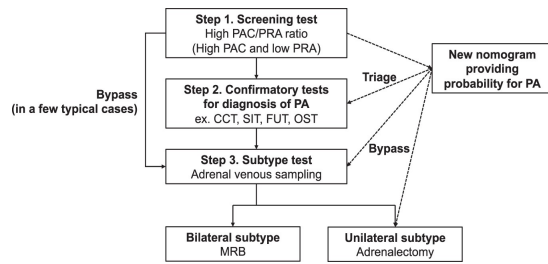 Step 1. Screening test
High PAC/PRA ratio
(High PAC and low PRA)
New nomogram
providing
probability for PA
Bypass
(in a few typical cases)
Triage
Step 2. Confirmatory tests
for diagnosis of PA
ex. CCT, SIT, FUT, OST
Bypass
Step 3. Subtype test
Adrenal venous sampling
Bilateral subtype
MRB
Unilateral subtype
Adrenalectomy